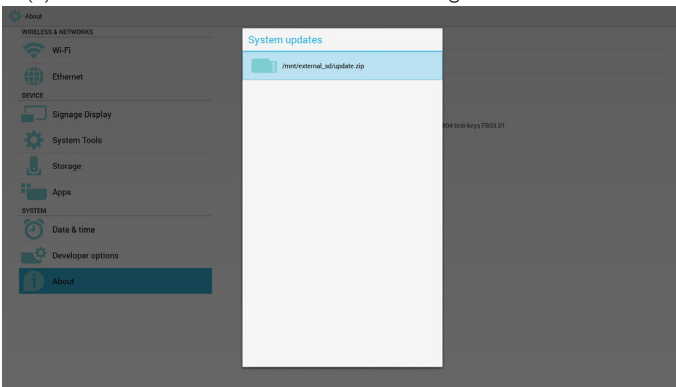 About
WIRELESS & NETWORKS
Wi-Fi
Ethernet
DEVICE
Signage Display
System Tools
Storage
Apps
SYSTEM
Date & time
Developer options
About
System updates
/mnt/external_sd/update.zip
004 test-keys FB03.01